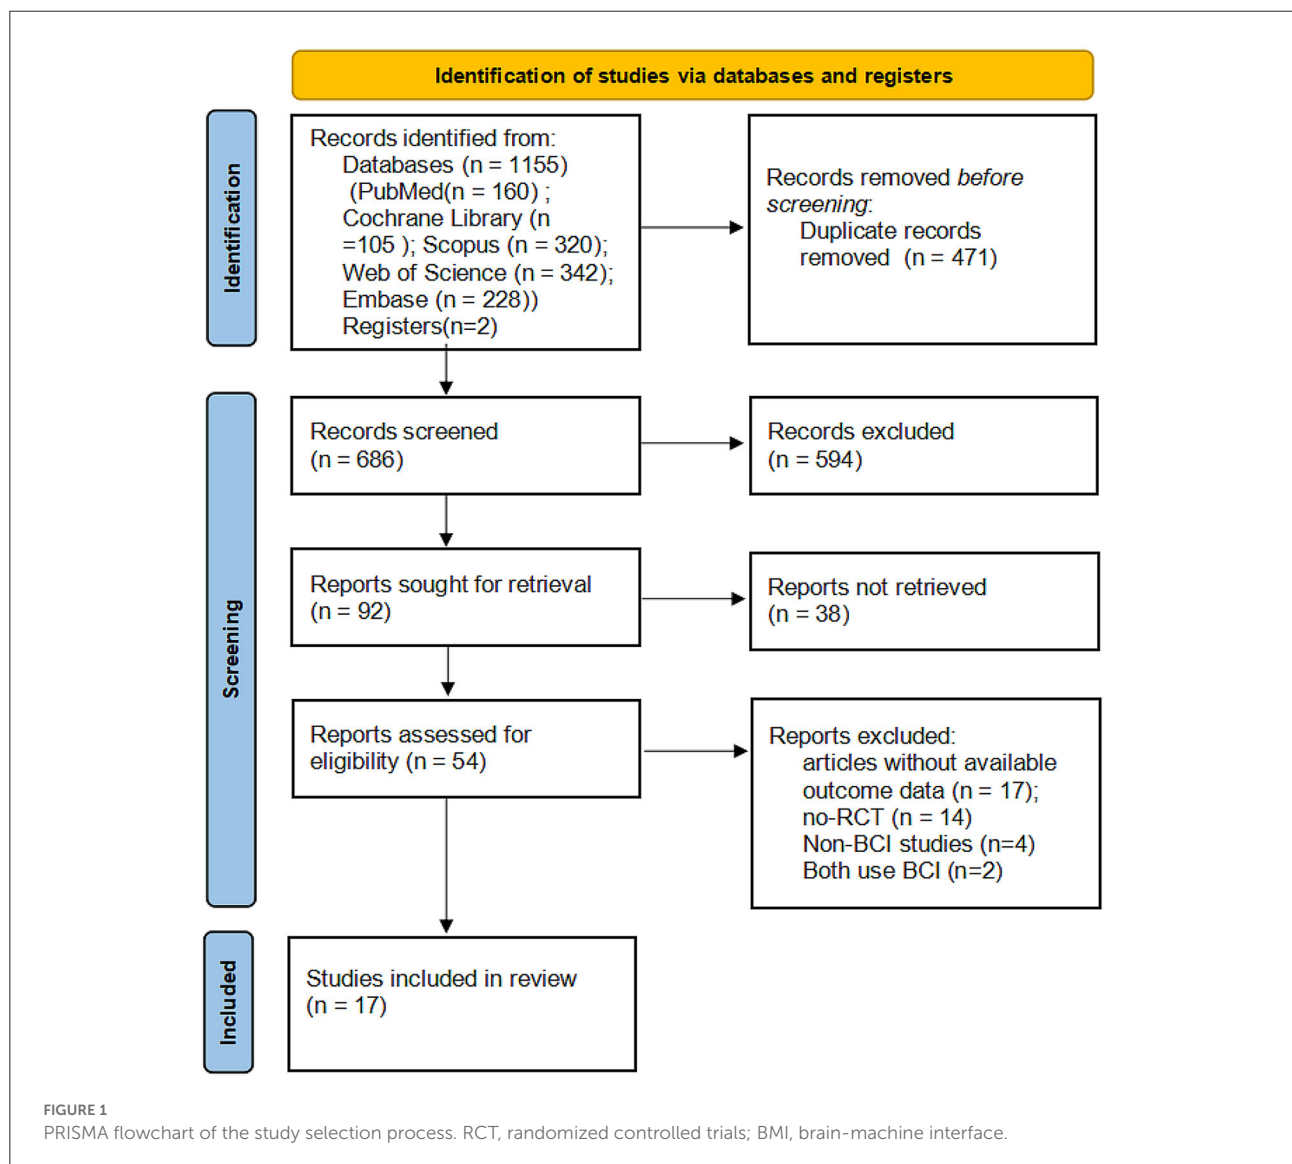 Identification of studies via databases and registers
Identification
Records identified from:
Databases (n = 1155)
(PubMed(n = 160) ;
Cochrane Library (n
=105 ); Scopus (n = 320);
Web of Science (n = 342);
Embase (n = 228))
Registers(n=2)
Records removed before
screening:
Duplicate records
removed (n = 471)
Screening
Records screened
(n = 686)
Records excluded
(n = 594)
Reports sought for retrieval
(n = 92)
Reports not retrieved
(n = 38)
Reports assessed for
eligibility (n = 54)
Reports excluded:
articles without available
outcome data (n = 17);
no-RCT (n = 14)
Non-BCI studies (n=4)
Both use BCI (n=2)
Included
Studies included in review
(n = 17)
FIGURE 1
PRISMA flowchart of the study selection process. RCT, randomized controlled trials; BMI, brain-machine interface.